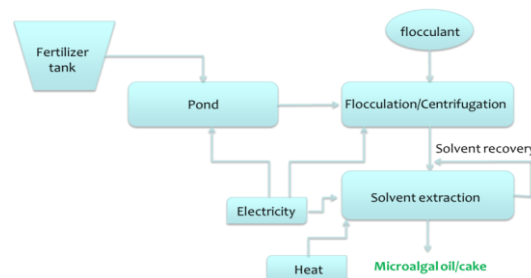 flocculant
Fertilizer
tank
Pond
Flocculation/Centrifugation
Solvent recovery
Solvent extraction
Electricity
Heat
Microalgal oil/cake